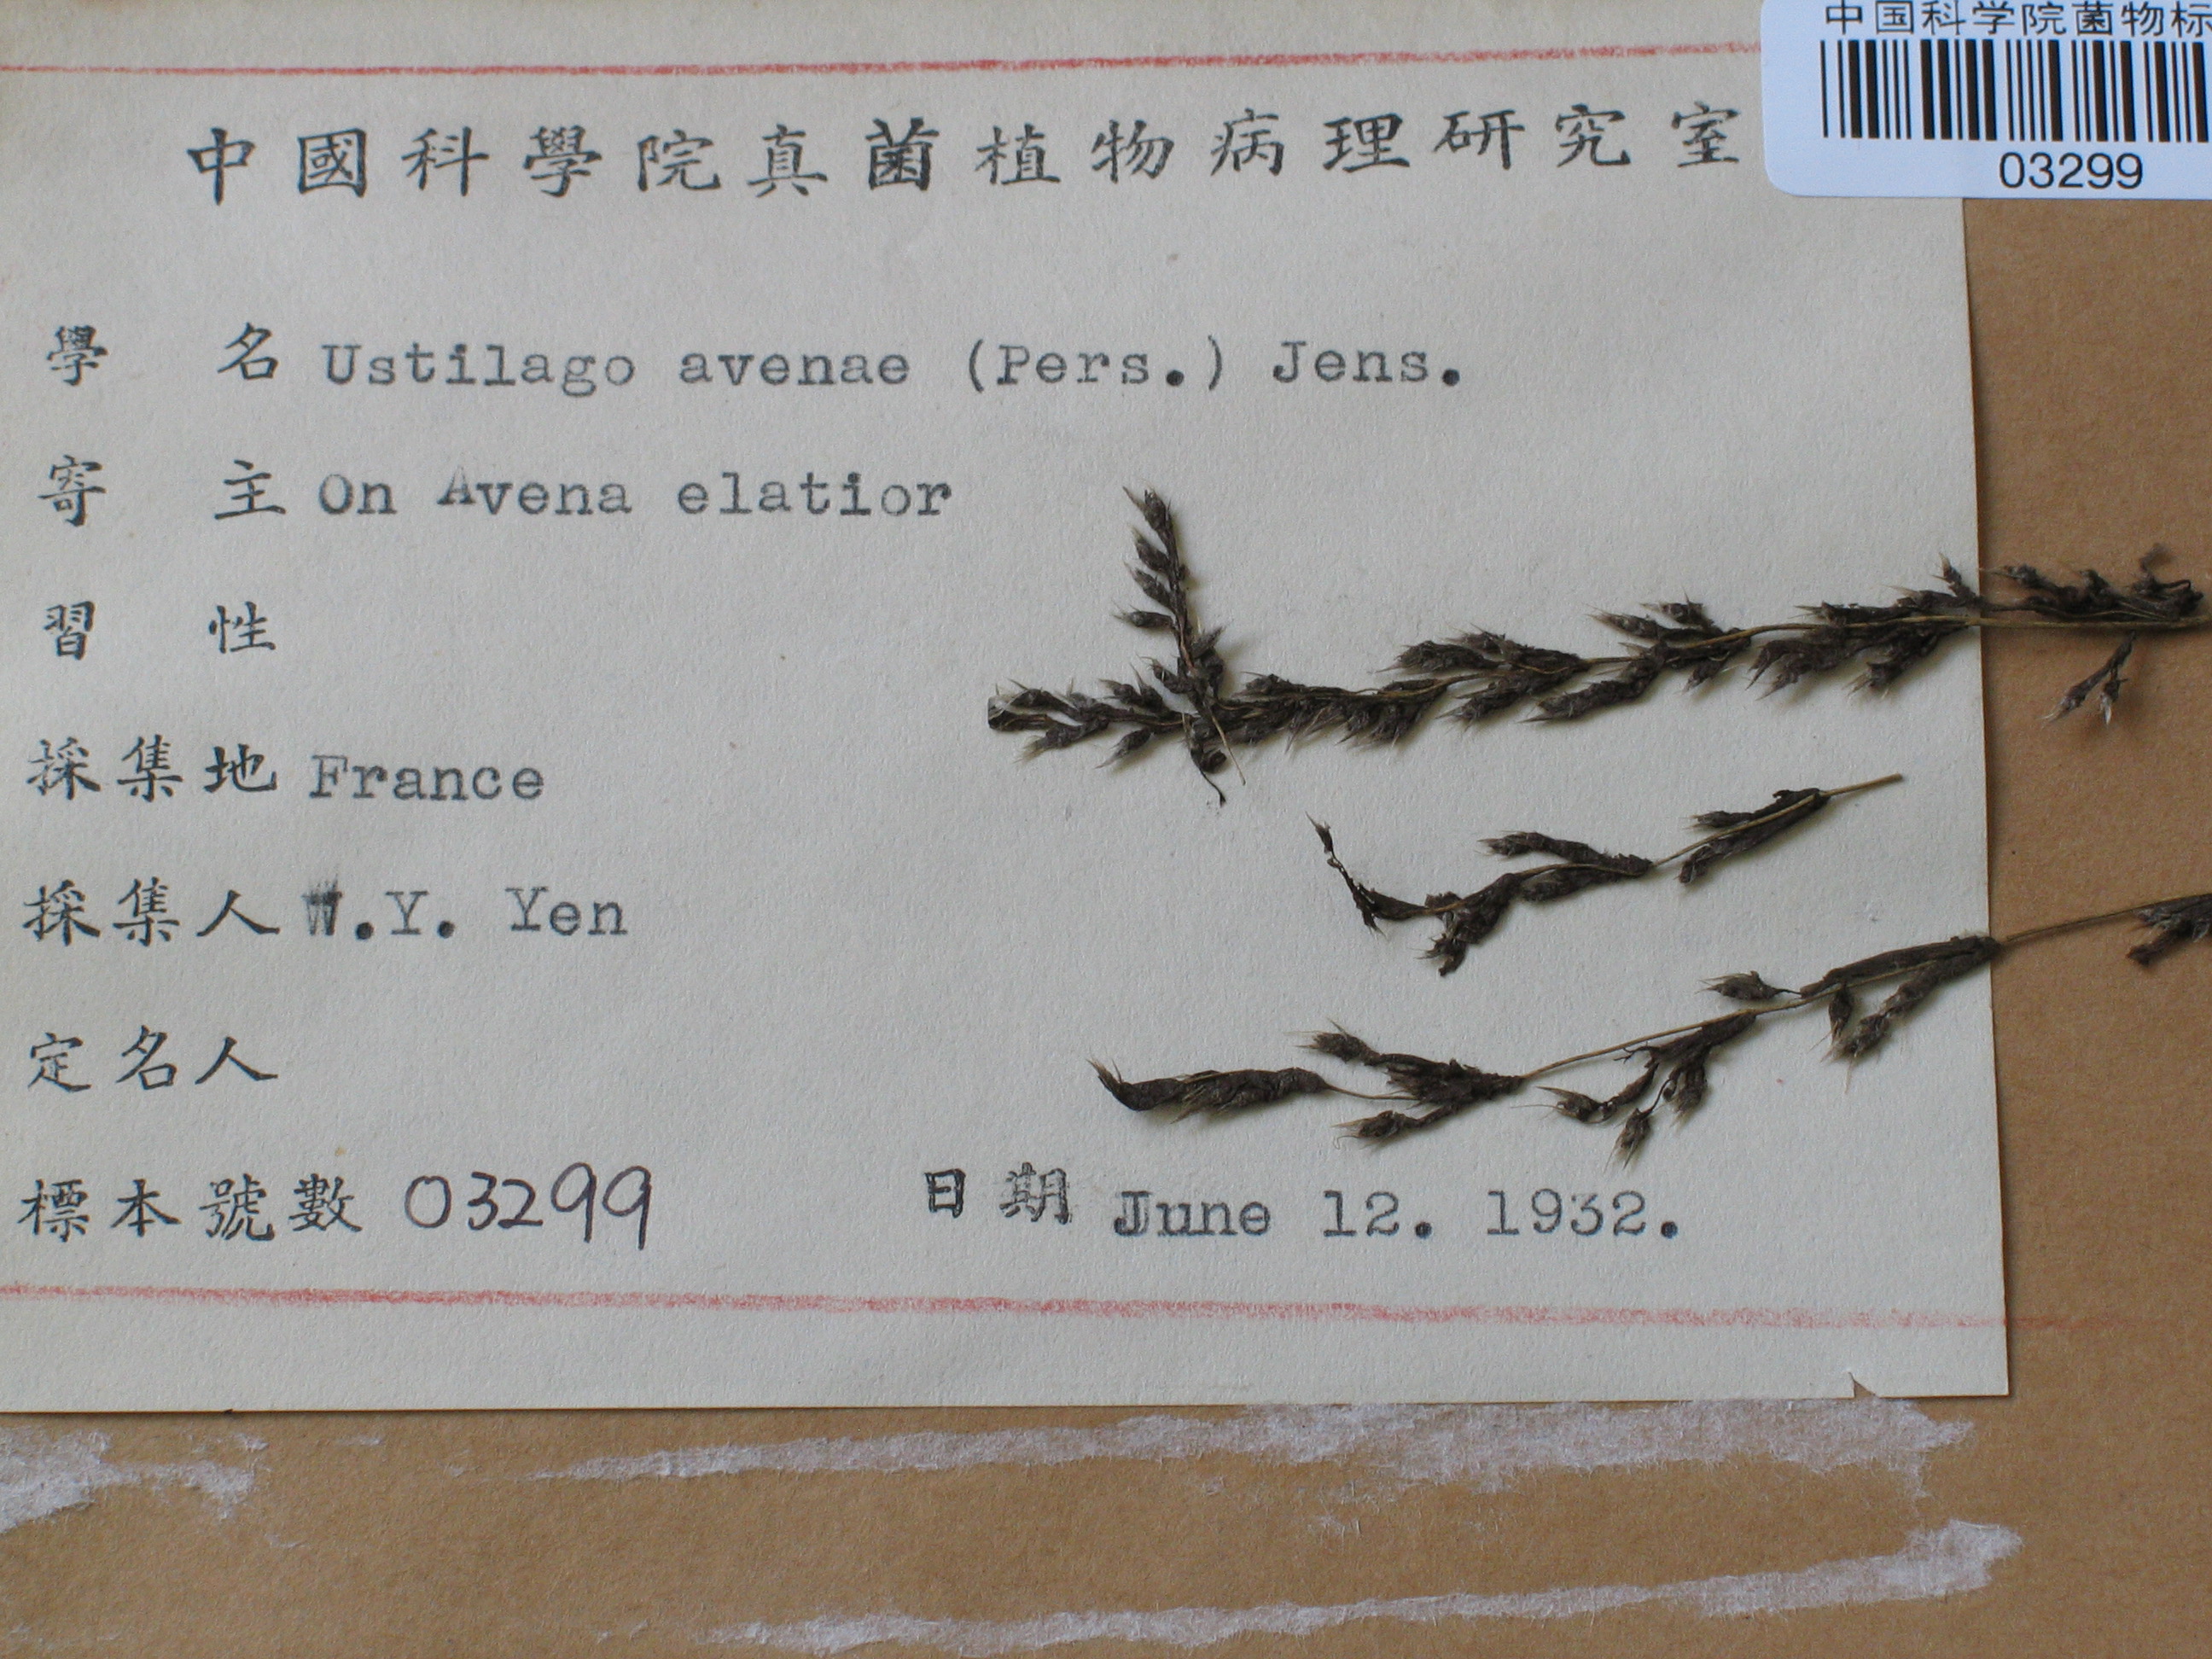 中国科学院菌物标
03299
中國科學院真菌植物病理研究室
學名 Ustilago avenae (Pers.) Jens.
寄主 On Avena elatior
習性
採集地 France
採集人 W.Y. Yen
定名人
標本號數 03299 日期 June 12. 1932.